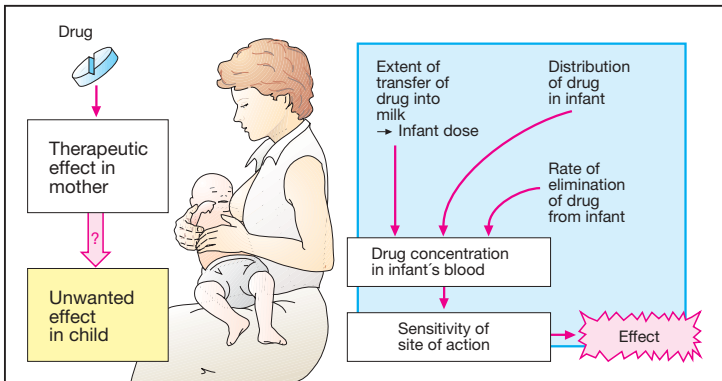 Drug
Therapeutic
effect in
mother
?
Unwanted
effect
in child
Extent of
transfer of
drug into
milk
→ Infant dose
Distribution
of drug
in infant
Rate of
elimination
of drug
from infant
Drug concentration
in infant´s blood
Sensitivity of
site of action
Effect